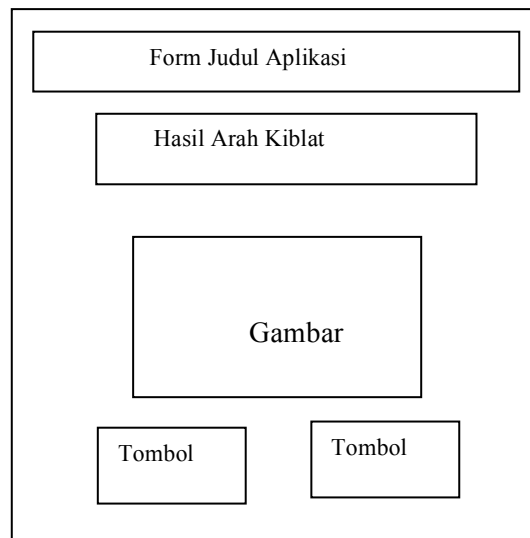 Form Judul Aplikasi
Hasil Arah Kiblat
Gambar
Tombol
Tombol